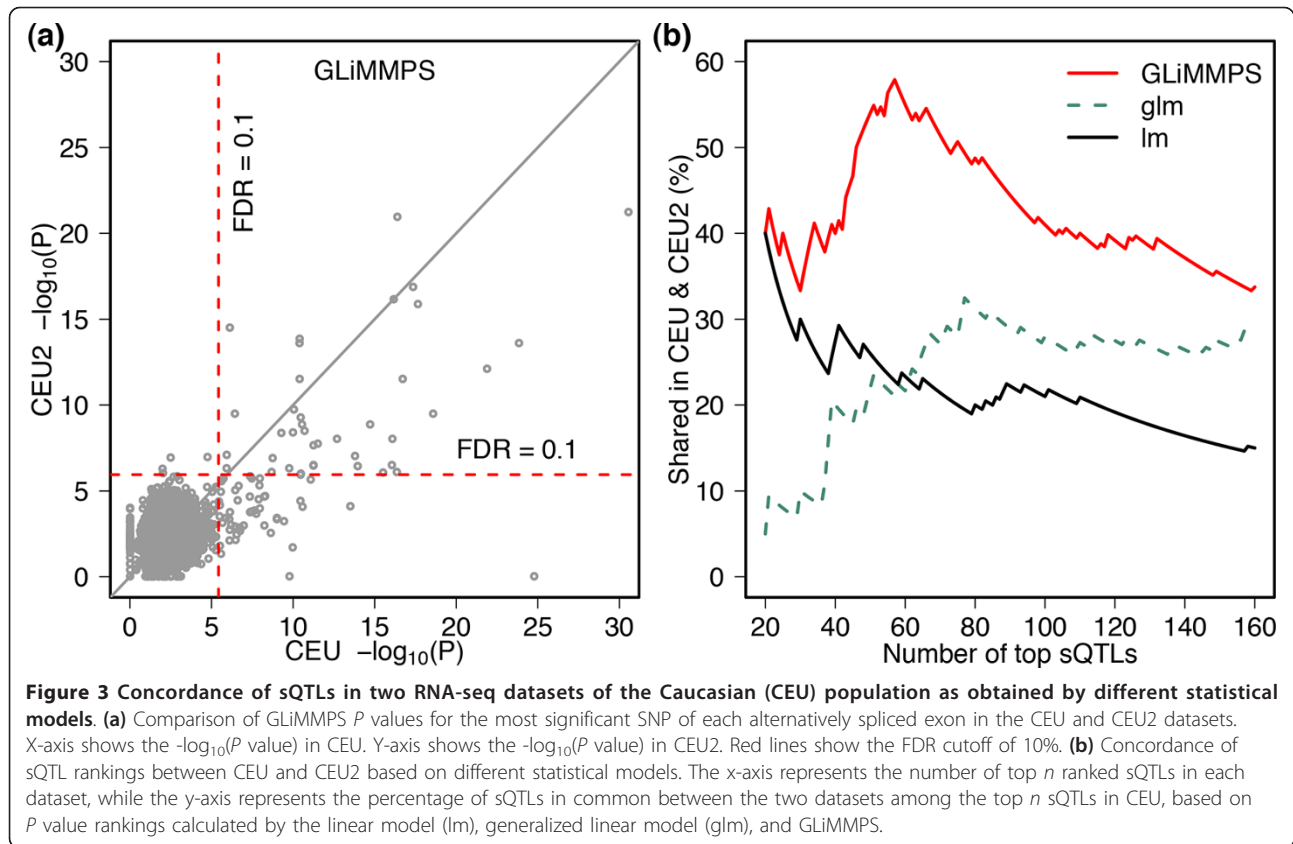 (a)
GLiMMPS
FDR = 0.1
FDR = 0.1
CEU2 -log10(P)
30
25
20
15
10
5
0
0 5 10 15 20 25 30
CEU -log10(P)
(b)
GLiMMPS
glm
lm
Shared in CEU & CEU2 (%)
60
50
40
30
20
10
0
20 40 60 80 100 120 140 160
Number of top sQTLs
Figure 3 Concordance of sQTLs in two RNA-seq datasets of the Caucasian (CEU) population as obtained by different statistical
models. (a) Comparison of GLiMMPS P values for the most significant SNP of each alternatively spliced exon in the CEU and CEU2 datasets.
X-axis shows the -log10(P value) in CEU. Y-axis shows the -log10(P value) in CEU2. Red lines show the FDR cutoff of 10%. (b) Concordance of
sQTL rankings between CEU and CEU2 based on different statistical models. The x-axis represents the number of top n ranked sQTLs in each
dataset, while the y-axis represents the percentage of sQTLs in common between the two datasets among the top n sQTLs in CEU, based on
P value rankings calculated by the linear model (lm), generalized linear model (glm), and GLiMMPS.